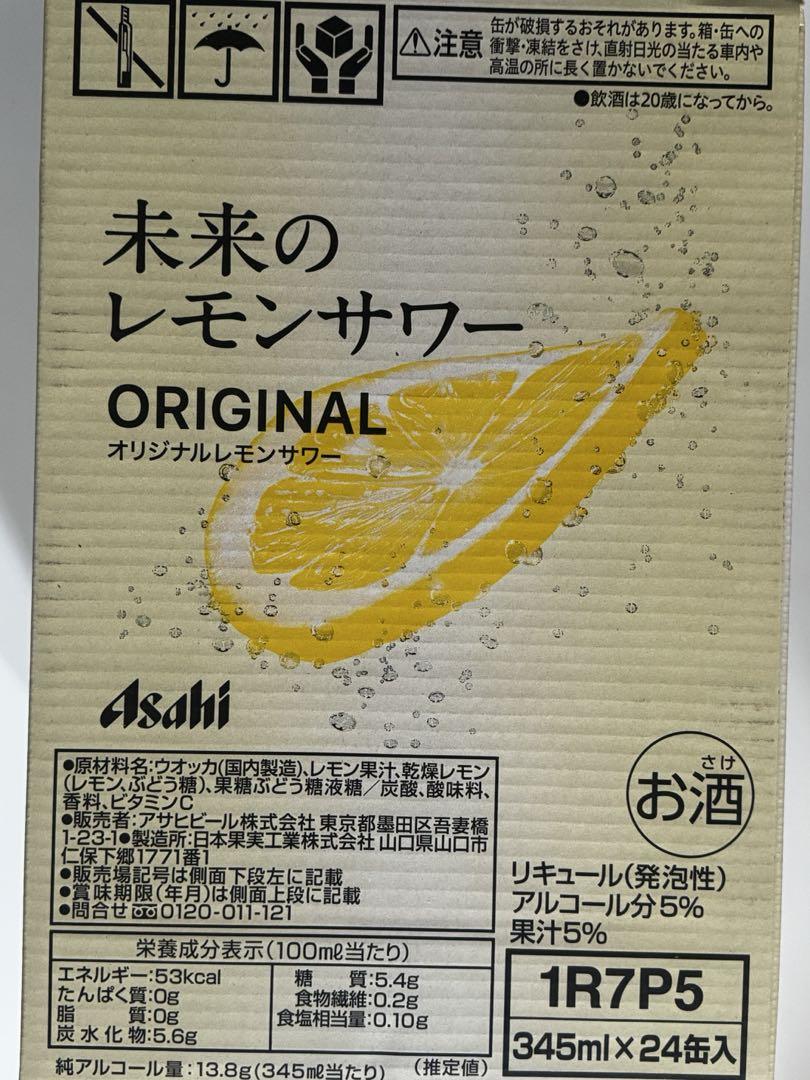 注意
缶が破損するおそれがあります。箱・缶への
衝撃・凍結をさけ、直射日光の当たる車内や
高温の所に長く置かないでください。
●飲酒は20歳になってから。
未来の
レモンサワー
ORIGINAL
オリジナルレモンサワー
Asahi
●原材料名:ウオッカ(国内製造)、レモン果汁、乾燥レモン
(レモン、ぶどう糖)、果糖ぶどう糖液糖/炭酸、酸味料、
香料、ビタミンC
●販売者:アサヒビール株式会社 東京都墨田区吾妻橋
1-23-1●製造所:日本果実工業株式会社 山口県山口市
仁保下郷1771番1
●販売場記号は側面下段左に記載
●賞味期限(年月)は側面上段に記載
●問合せ 0120-011-121
さけ
お酒
リキュール(発泡性)
アルコール分5%
果汁5%
栄養成分表示(100mℓ当たり)
エネルギー:53kcal
たんぱく質:0g
脂 質:0g
炭水化物:5.6g
糖 質:5.4g
食物繊維:0.2g
食塩相当量:0.10g
純アルコール量:13.8g(345mℓ当たり) (推定値)
1R7P5
345ml×24缶入